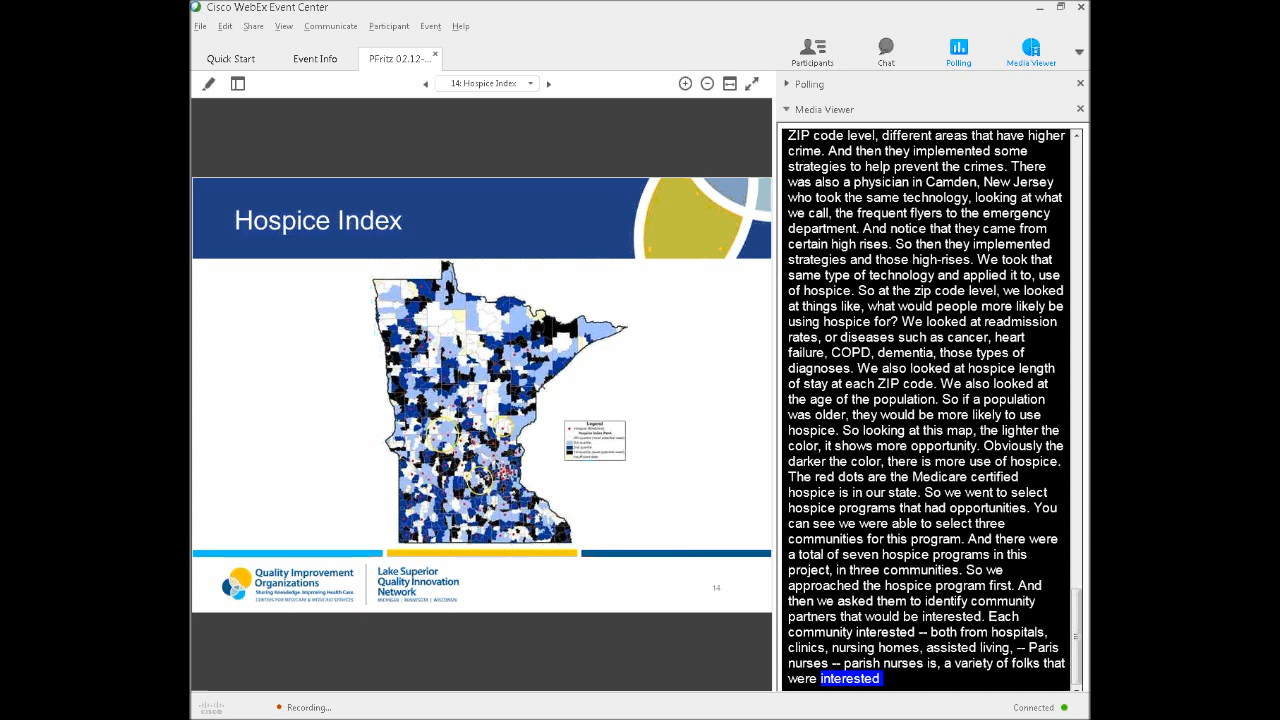 Cisco WebEx Event Center
File Edit Share View Communicate Participant Event Help
Quick Start Event Info PFritz 02.12-...
Participants Chat Polling Media Viewer
14: Hospice Index
Polling
Media Viewer
Hospice Index
Legend
Quality Improvement
Organizations
Sharing Knowledge. Improving Health Care.
CENTERS FOR MEDICARE & MEDICAID SERVICES
Lake Superior
Quality Innovation
Network
MICHIGAN | MINNESOTA | WISCONSIN
14
ZIP code level, different areas that have higher
crime. And then they implemented some
strategies to help prevent the crimes. There
was also a physician in Camden, New Jersey
who took the same technology, looking at what
we call, the frequent flyers to the emergency
department. And notice that they came from
certain high rises. So then they implemented
strategies and those high-rises. We took that
same type of technology and applied it to, use
of hospice. So at the zip code level, we looked
at things like, what would people more likely be
using hospice for? We looked at readmission
rates, or diseases such as cancer, heart
failure, COPD, dementia, those types of
diagnoses. We also looked at hospice length
of stay at each ZIP code. We also looked at
the age of the population. So if a population
was older, they would be more likely to use
hospice. So looking at this map, the lighter the
color, it shows more opportunity. Obviously the
darker the color, there is more use of hospice.
The red dots are the Medicare certified
hospice is in our state. So we went to select
hospice programs that had opportunities. You
can see we were able to select three
communities for this program. And there were
a total of seven hospice programs in this
project, in three communities. So we
approached the hospice program first. And
then we asked them to identify community
partners that would be interested. Each
community interested -- both from hospitals,
clinics, nursing homes, assisted living, -- Paris
nurses -- parish nurses is, a variety of folks that
were interested
cisco
Recording...
Connected